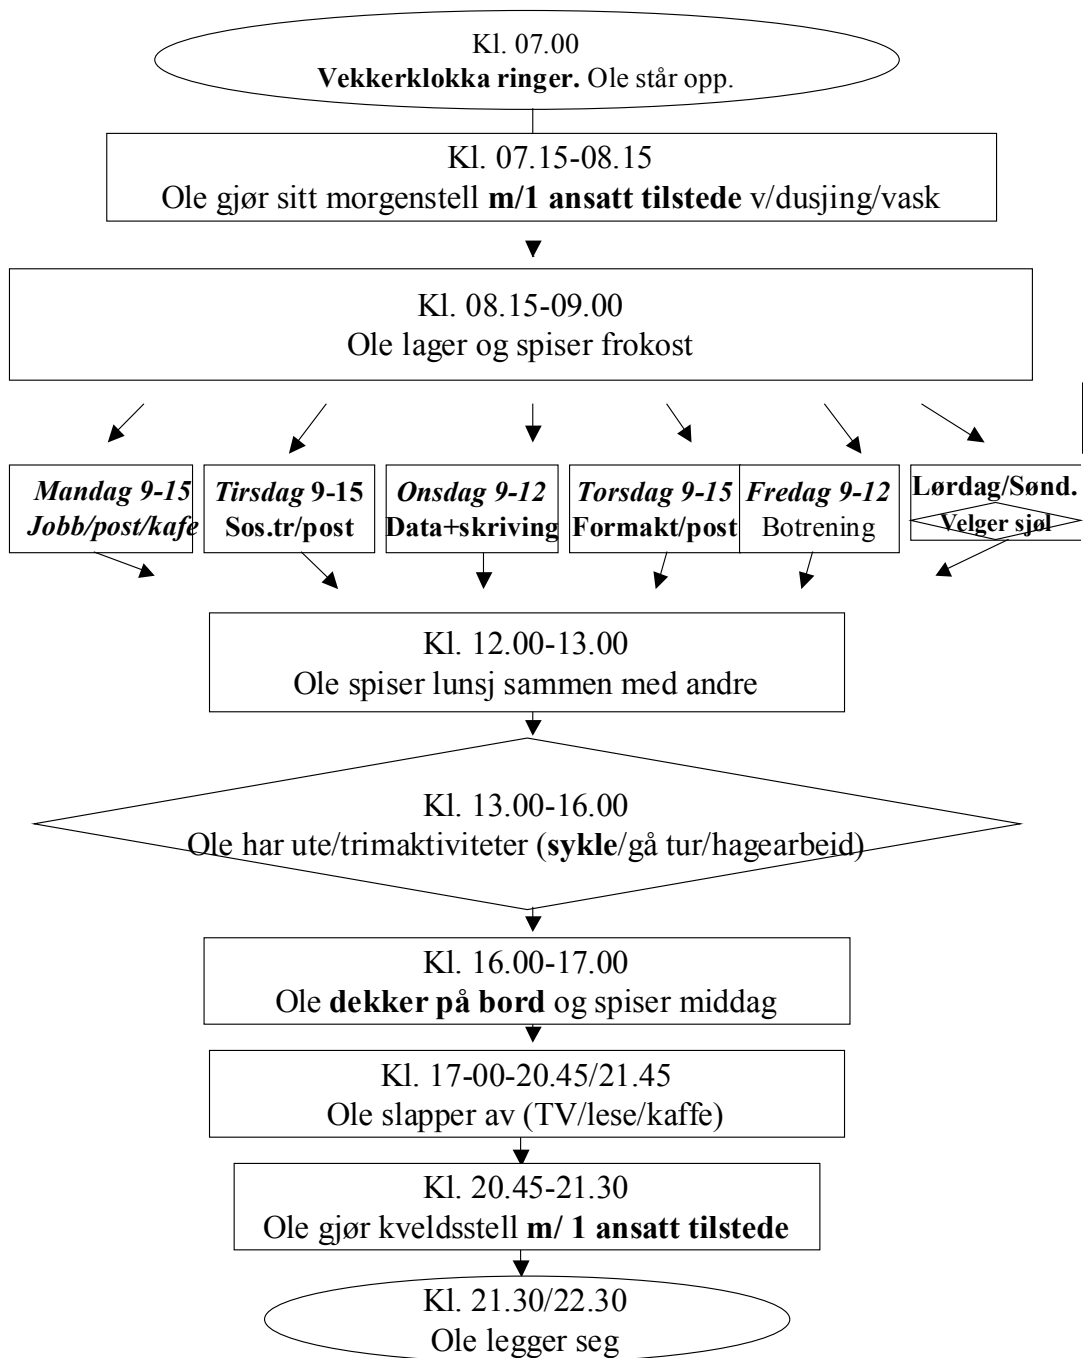 Kl. 07.00
Vekkerklokka ringer. Ole står opp.
Kl. 07.15-08.15
Ole gjør sitt morgenstell m/1 ansatt tilstede v/dusjing/vask
Kl. 08.15-09.00
Ole lager og spiser frokost
Mandag 9-15
Jobb/post/kafe
Tirsdag 9-15
Sos.tr/post
Onsdag 9-12
Data+skriving
Torsdag 9-15
Formakt/post
Fredag 9-12
Botrening
Lørdag/Sønd.
Velger sjøl
Kl. 12.00-13.00
Ole spiser lunsj sammen med andre
Kl. 13.00-16.00
Ole har ute/trimaktiviteter (sykle/gå tur/hagearbeid)
Kl. 16.00-17.00
Ole dekker på bord og spiser middag
Kl. 17-00-20.45/21.45
Ole slapper av (TV/lese/kaffe)
Kl. 20.45-21.30
Ole gjør kveldsstell m/ 1 ansatt tilstede
Kl. 21.30/22.30
Ole legger seg